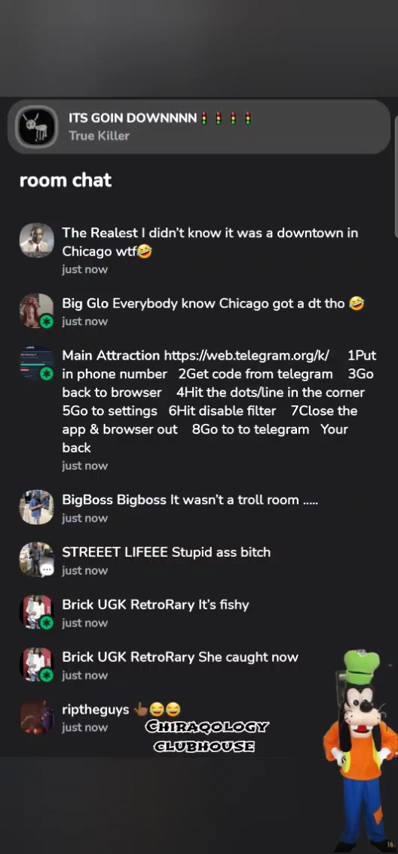 ITS GOIN DOWNNNN🚦🚦🚦🚦
True Killer
room chat
The Realest I didn't know it was a downtown in
Chicago wtf🤣
just now
Big Glo Everybody know Chicago got a dt tho 🤣
just now
Main Attraction https://web.telegram.org/k/ 1Put
in phone number 2Get code from telegram 3Go
back to browser 4Hit the dots/line in the corner
5Go to settings 6Hit disable filter 7Close the
app & browser out 8Go to to telegram Your
back
just now
BigBoss Bigboss It wasn't a troll room .....
just now
STREEET LIFEEE Stupid ass bitch
just now
Brick UGK RetroRary It's fishy
just now
Brick UGK RetroRary She caught now
just now
riptheguys 👆🏾😂😂
just now
CHIRAQOLOGY
CLUBHOUSE